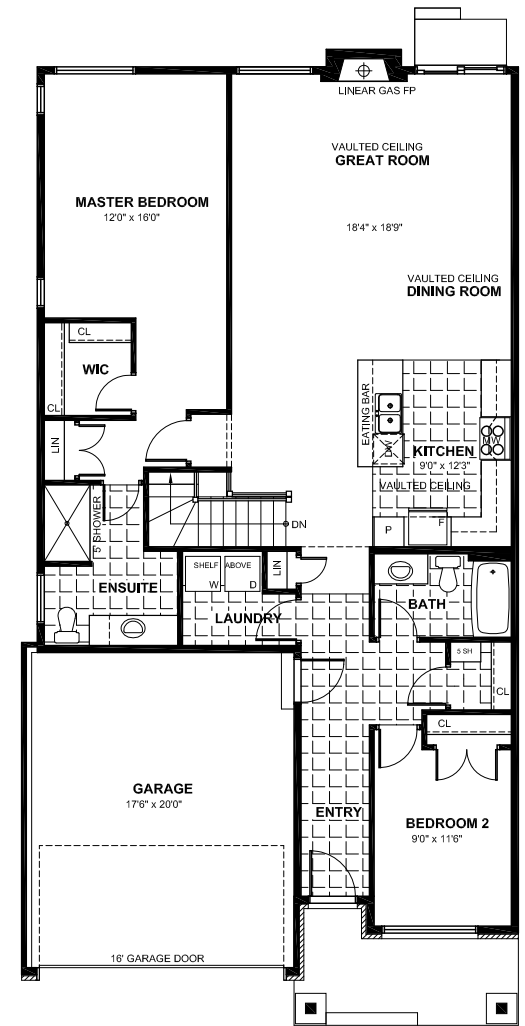 LINEAR GAS FP
VAULTED CEILING
GREAT ROOM
MASTER BEDROOM
12'0" x 16'0"
18'4" x 18'9"
VAULTED CEILING
DINING ROOM
CL
WIC
CL
EATING BAR
LIN
DW
KITCHEN
MW
9'0" x 12'3"
VAULTED CEILING
5' SHOWER
DN
P
F
SHELF ABOVE
W
D
LIN
ENSUITE
LAUNDRY
BATH
5 SH
CL
CL
GARAGE
17'6" x 20'0"
ENTRY
BEDROOM 2
9'0" x 11'6"
16' GARAGE DOOR